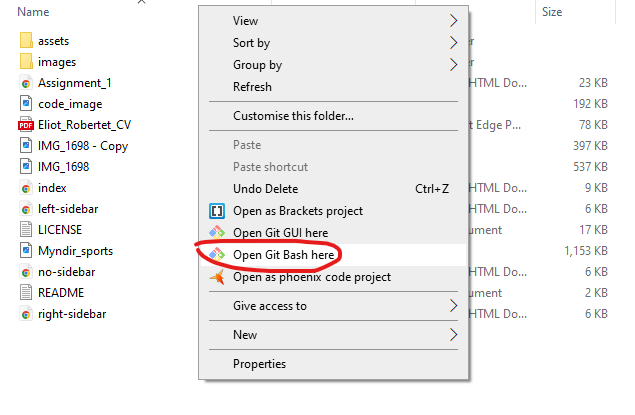 Name
Size
View
assets
Sort by
images
Group by
Assignment_1
Refresh
HTML Do...
23 KB
code_image
192 KB
Customise this folder...
Eliot_Robertet_CV
t Edge P...
78 KB
IMG_1698 - Copy
Paste
397 KB
IMG_1698
Paste shortcut
537 KB
index
Undo Delete
Ctrl+Z
HTML Do...
9 KB
left-sidebar
Open as Brackets project
HTML Do...
6 KB
LICENSE
Open Git GUI here
ument
17 KB
Myndir_sports
Open Git Bash here
1,153 KB
no-sidebar
Open as phoenix code project
HTML Do...
6 KB
README
ument
2 KB
Give access to
right-sidebar
HTML Do...
6 KB
New
Properties